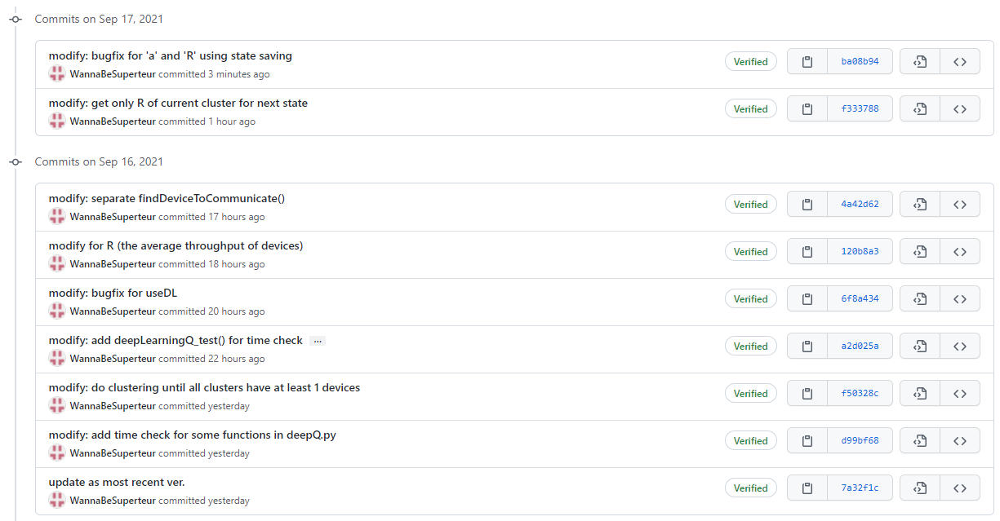 Commits on Sep 17, 2021
modify: bugfix for 'a' and 'R' using state saving
WannaBeSuperteur committed 3 minutes ago
Verified
ba08b94
modify: get only R of current cluster for next state
WannaBeSuperteur committed 1 hour ago
Verified
f333788
Commits on Sep 16, 2021
modify: separate findDeviceToCommunicate()
WannaBeSuperteur committed 17 hours ago
Verified
4a42d62
modify for R (the average throughput of devices)
WannaBeSuperteur committed 18 hours ago
Verified
120b8a3
modify: bugfix for useDL
WannaBeSuperteur committed 20 hours ago
Verified
6f8a434
modify: add deepLearningQ_test() for time check ...
WannaBeSuperteur committed 22 hours ago
Verified
a2d025a
modify: do clustering until all clusters have at least 1 devices
WannaBeSuperteur committed yesterday
Verified
f50328c
modify: add time check for some functions in deepQ.py
WannaBeSuperteur committed yesterday
Verified
d99bf68
update as most recent ver.
WannaBeSuperteur committed yesterday
Verified
7a32f1c